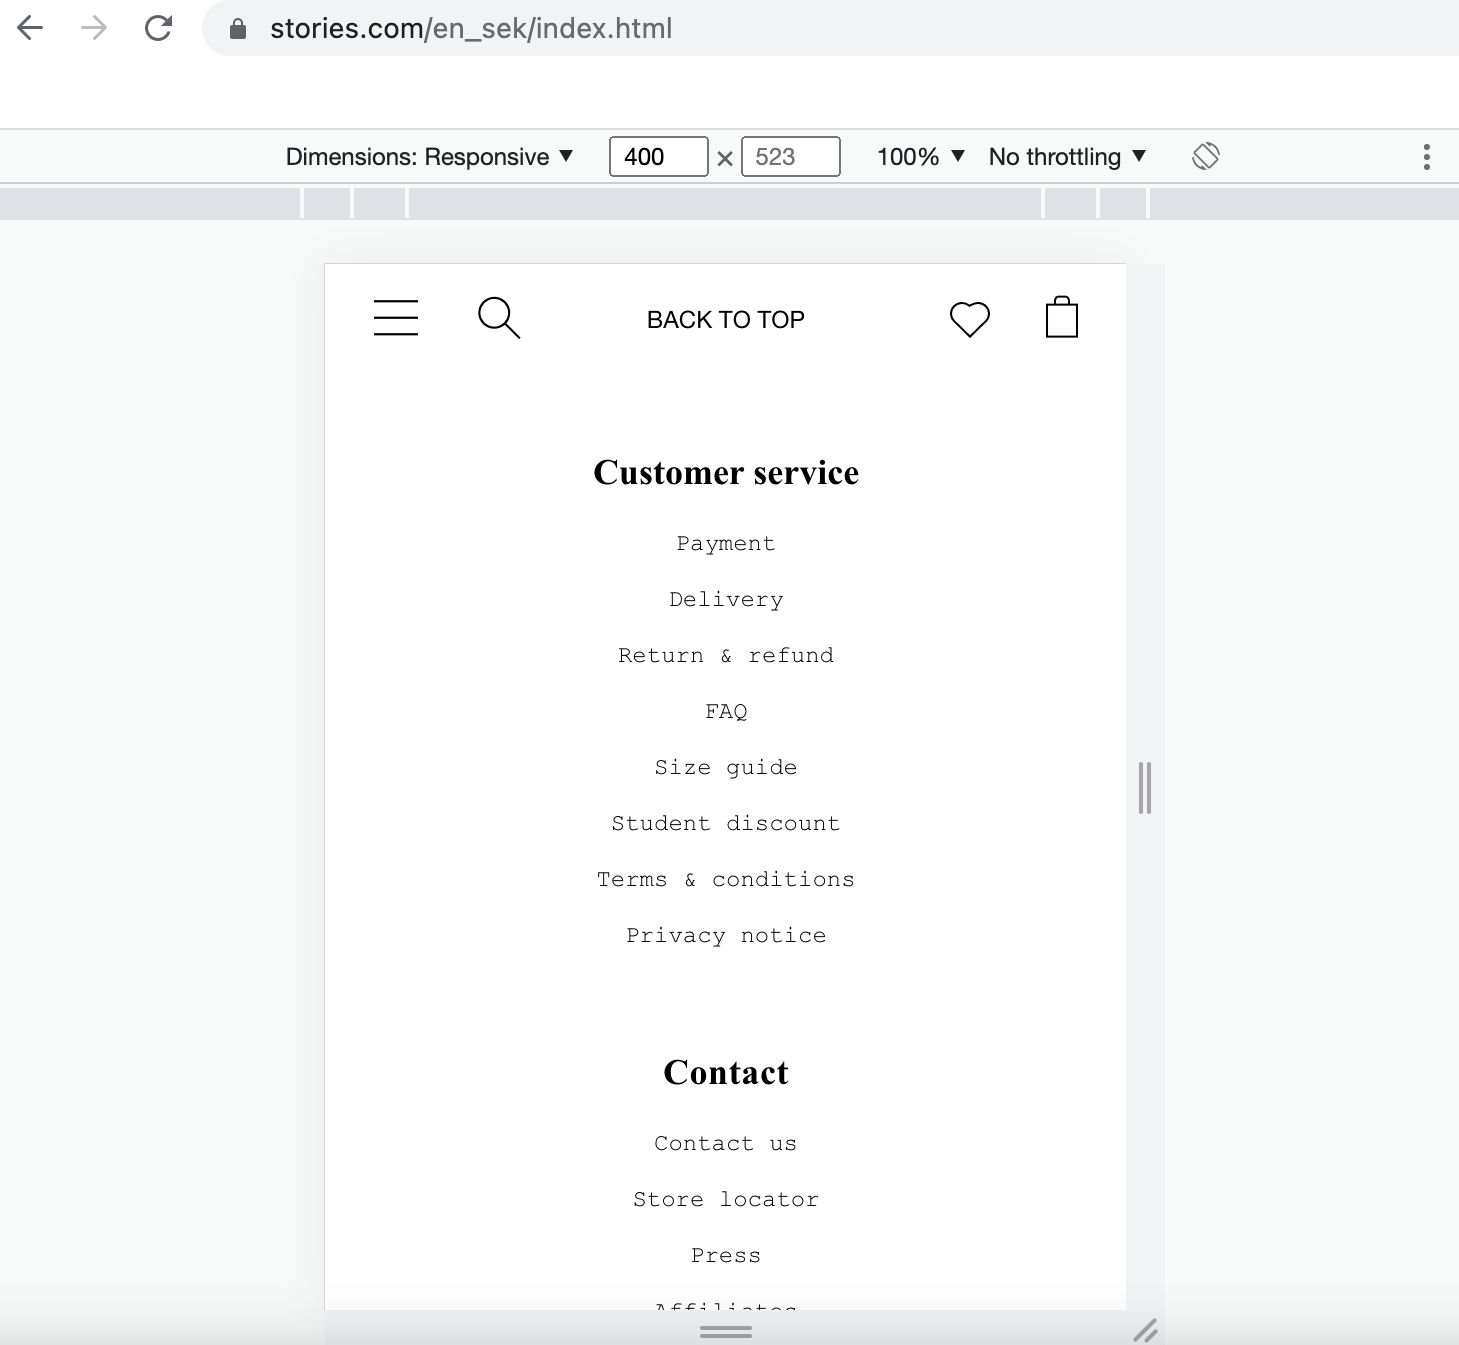 stories.com/en_sek/index.html
Dimensions: Responsive ▼ 400 × 523 100% ▼ No throttling ▼
BACK TO TOP
Customer service
Payment
Delivery
Return & refund
FAQ
Size guide
Student discount
Terms & conditions
Privacy notice
Contact
Contact us
Store locator
Press
Affiliates